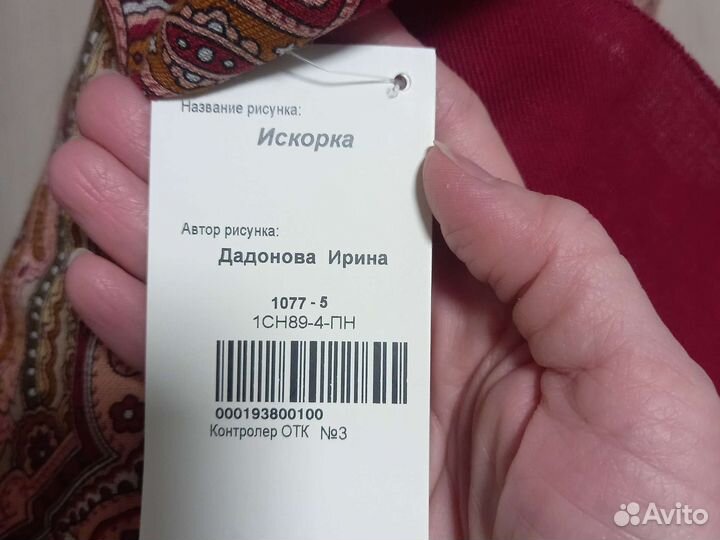 Название рисунка:
Искорка
Автор рисунка:
Дадонова Ирина
1077 - 5
1СН89-4-ПН
000193800100
Контролер ОТК №3
Avito